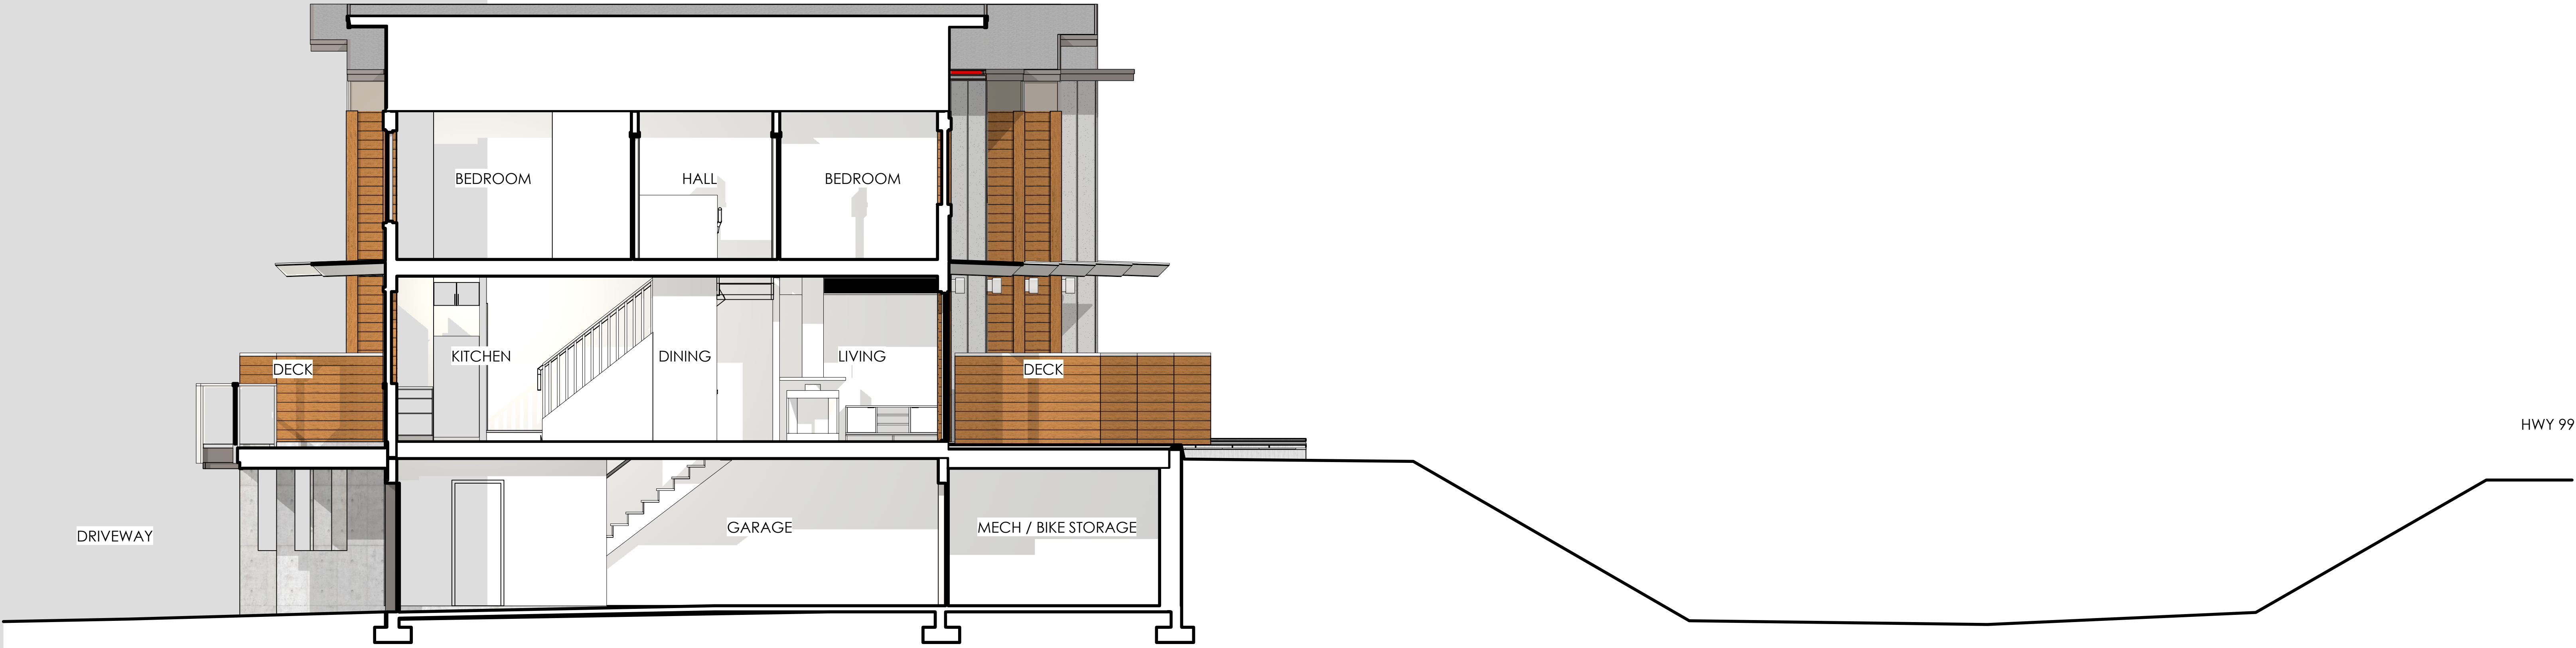 BEDROOM
HALL
BEDROOM
KITCHEN
DINING
LIVING
DECK
DECK
HWY 99
DRIVEWAY
GARAGE
MECH / BIKE STORAGE